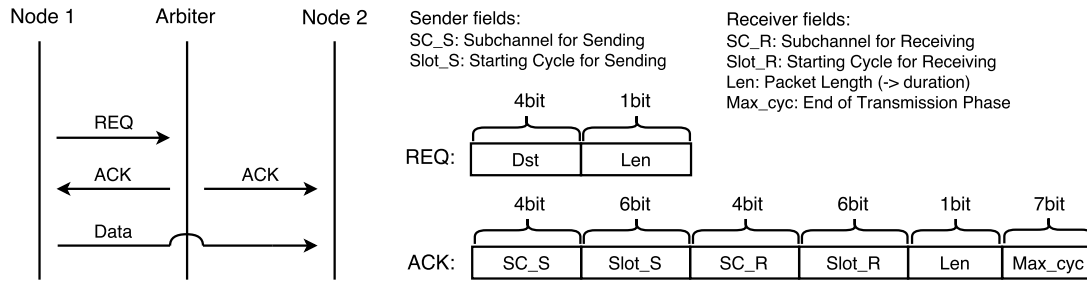 Node 1
Arbiter
Node 2
REQ
ACK
ACK
Data
Sender fields:
SC_S: Subchannel for Sending
Slot_S: Starting Cycle for Sending
Receiver fields:
SC_R: Subchannel for Receiving
Slot_R: Starting Cycle for Receiving
Len: Packet Length (-> duration)
Max_cyc: End of Transmission Phase
4bit 1bit
REQ: Dst Len
4bit 6bit 4bit 6bit 1bit 7bit
ACK: SC_S Slot_S SC_R Slot_R Len Max_cyc